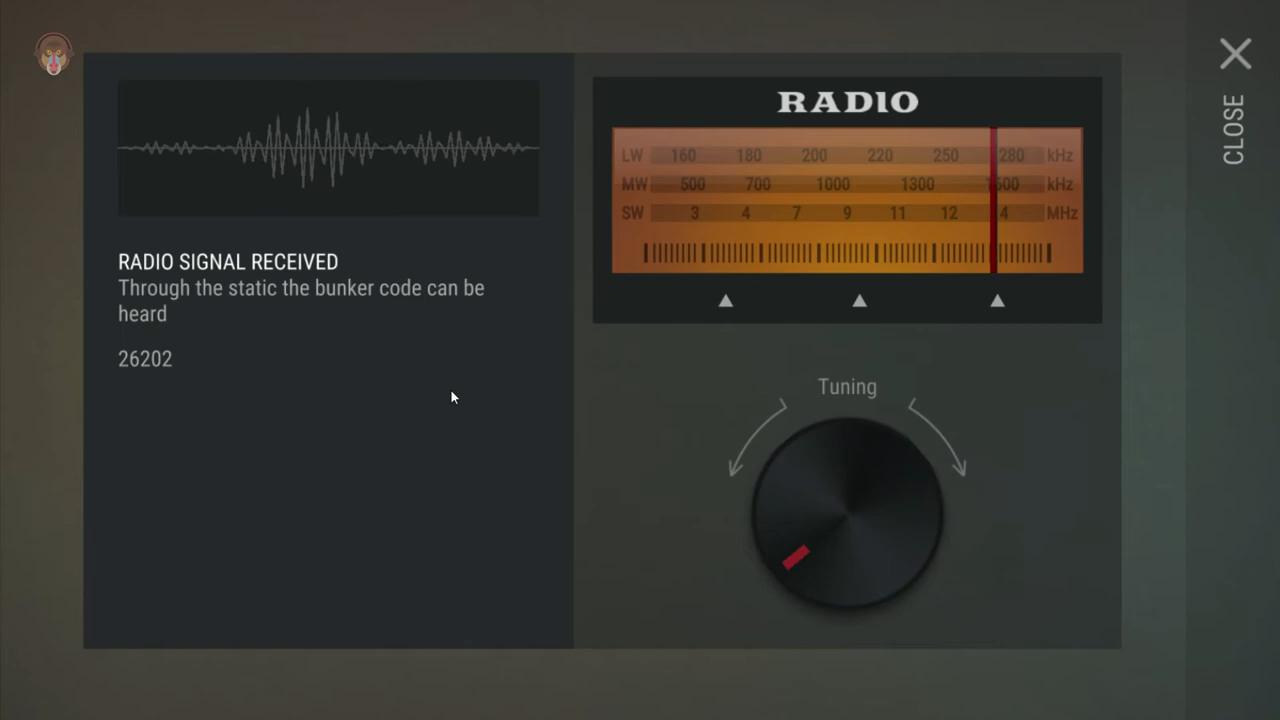 RADIO
LW 160 180 200 220 250 280 kHz
MW 500 700 1000 1300 1600 kHz
SW 3 4 7 9 11 12 4 MHz
RADIO SIGNAL RECEIVED
Through the static the bunker code can be
heard
26202
Tuning
CLOSE